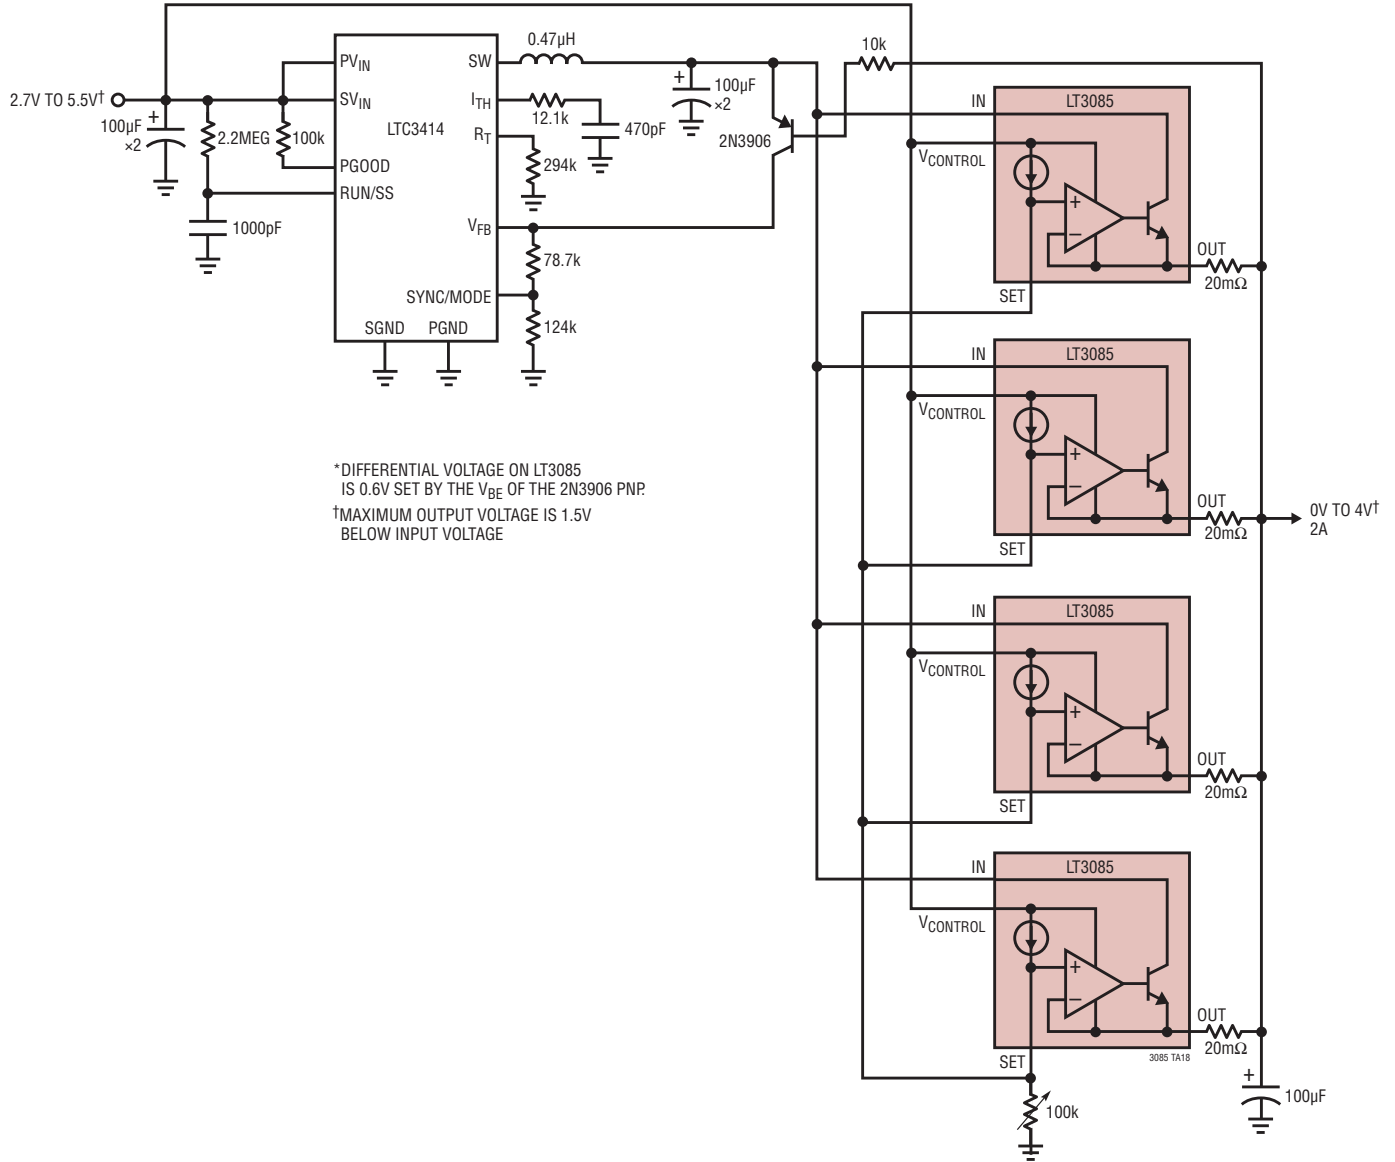 2.7V TO 5.5V†
100µF
×2
+
2.2MEG
100k
1000pF
PVIN
SVIN
PGOOD
RUN/SS
LTC3414
SW
ITH
RT
VFB
SYNC/MODE
SGND
PGND
0.47µH
12.1k
470pF
294k
78.7k
124k
+
100µF
×2
2N3906
10k
IN
LT3085
VCONTROL
+
–
OUT
20mΩ
SET
IN
LT3085
VCONTROL
+
–
OUT
20mΩ
SET
0V TO 4V†
2A
*DIFFERENTIAL VOLTAGE ON LT3085
IS 0.6V SET BY THE VBE OF THE 2N3906 PNP.
†MAXIMUM OUTPUT VOLTAGE IS 1.5V
BELOW INPUT VOLTAGE
IN
LT3085
VCONTROL
+
–
OUT
20mΩ
SET
IN
LT3085
VCONTROL
+
–
OUT
20mΩ
SET
3085 TA18
100k
+
100µF